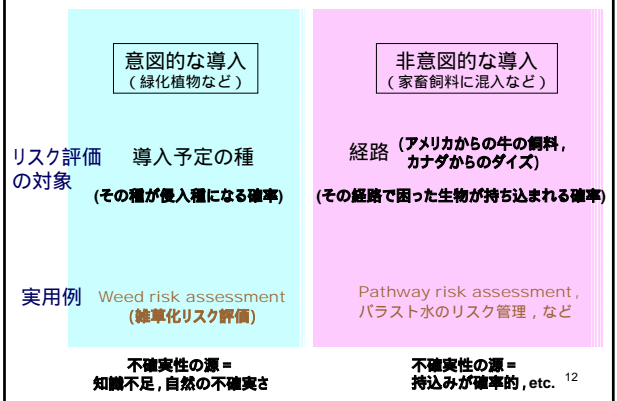 意図的な導入
（緑化植物など）
非意図的な導入
（家畜飼料に混入など）
リスク評価
の対象
導入予定の種
(その種が侵入種になる確率)
経路 (アメリカからの牛の飼料,
カナダからのダイズ)
(その経路で困った生物が持ち込まれる確率)
実用例
Weed risk assessment
(雑草化リスク評価)
Pathway risk assessment,
バラスト水のリスク管理，など
不確実性の源＝
知識不足,自然の不確実さ
不確実性の源＝
持込みが確率的,etc.
12